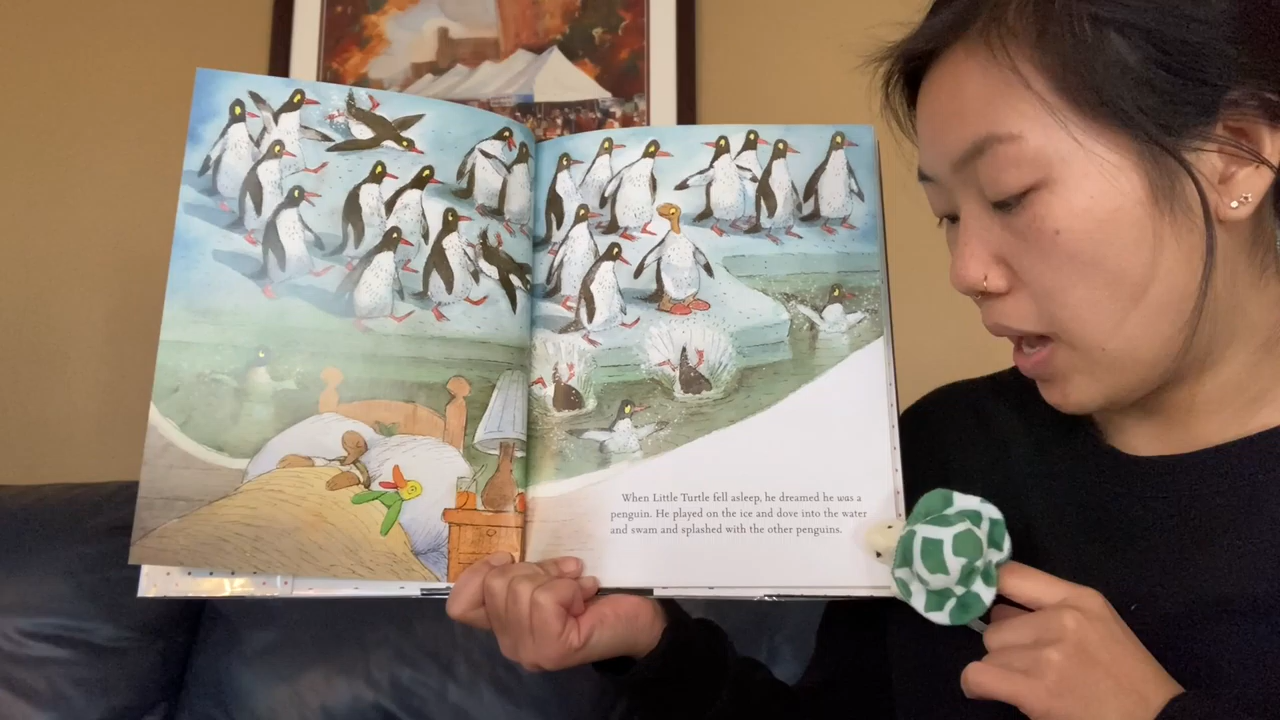 When Little Turtle fell asleep, he dreamed he was a
penguin. He played on the ice and dove into the water
and swam and splashed with the other penguins.